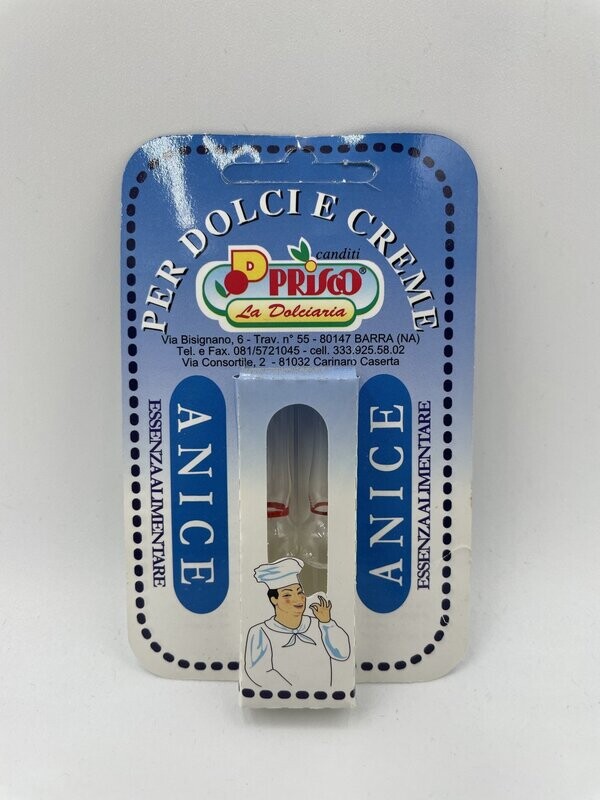 PER DOLCI E CREME
canditi
D PRISCO®
La Dolciaria
Via Bisignano, 6 - Trav. n° 55 - 80147 BARRA (NA)
Tel. e Fax. 081/5721045 - cell. 333.925.58.02
Via Consortile, 2 - 81032 Carinaro Caserta
ESSENZA ALIMENTARE
ANICE
ANICE
ESSENZA ALIMENTARE